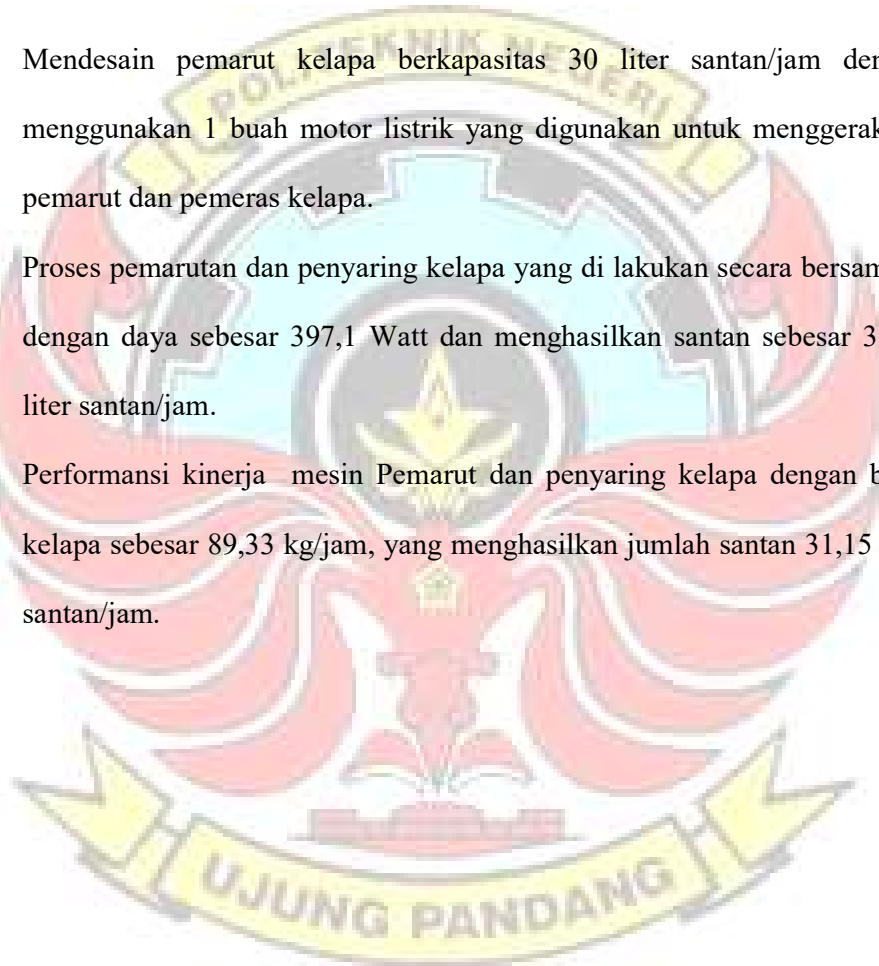 POLITEKNIK NEGERI
Mendesain pemarut kelapa berkapasitas 30 liter santan/jam den
menggunakan 1 buah motor listrik yang digunakan untuk menggerak
pemarut dan pemeras kelapa.
Proses pemarutan dan penyaring kelapa yang di lakukan secara bersam
dengan daya sebesar 397,1 Watt dan menghasilkan santan sebesar 3
liter santan/jam.
Performansi kinerja mesin Pemarut dan penyaring kelapa dengan b
kelapa sebesar 89,33 kg/jam, yang menghasilkan jumlah santan 31,15
santan/jam.
UJUNG PANDANG